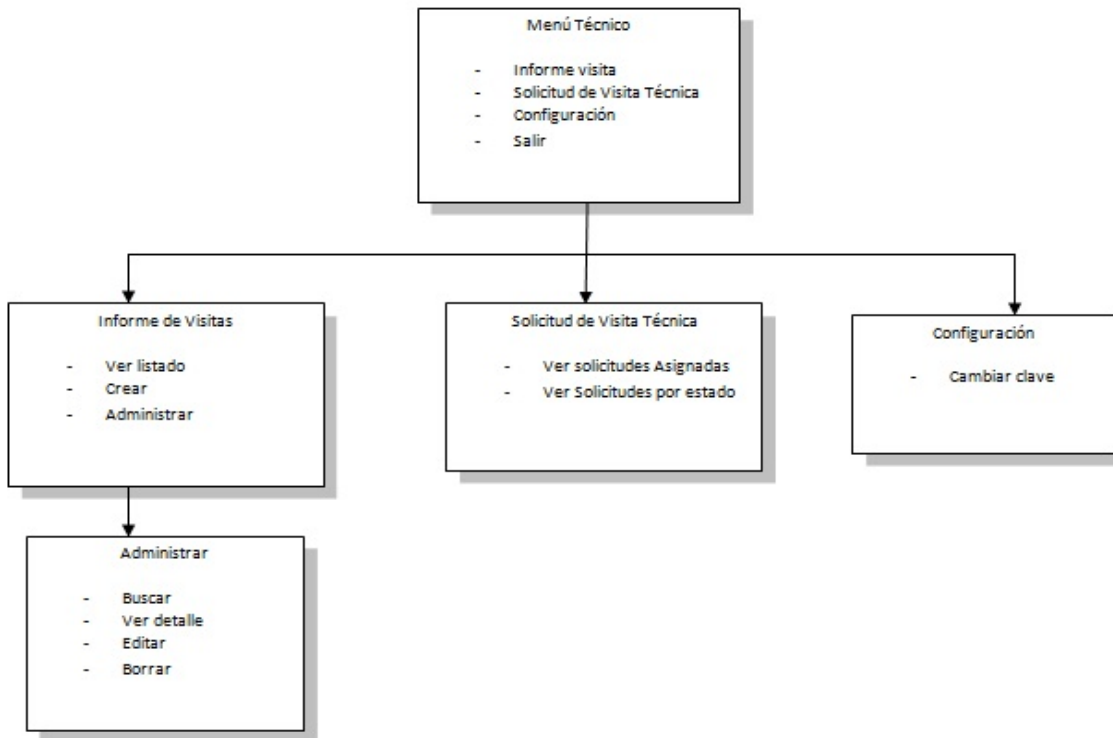 Menú Técnico
- Informe visita
- Solicitud de Visita Técnica
- Configuración
- Salir
Informe de Visitas
- Ver listado
- Crear
- Administrar
Solicitud de Visita Técnica
- Ver solicitudes Asignadas
- Ver Solicitudes por estado
Configuración
- Cambiar clave
Administrar
- Buscar
- Ver detalle
- Editar
- Borrar